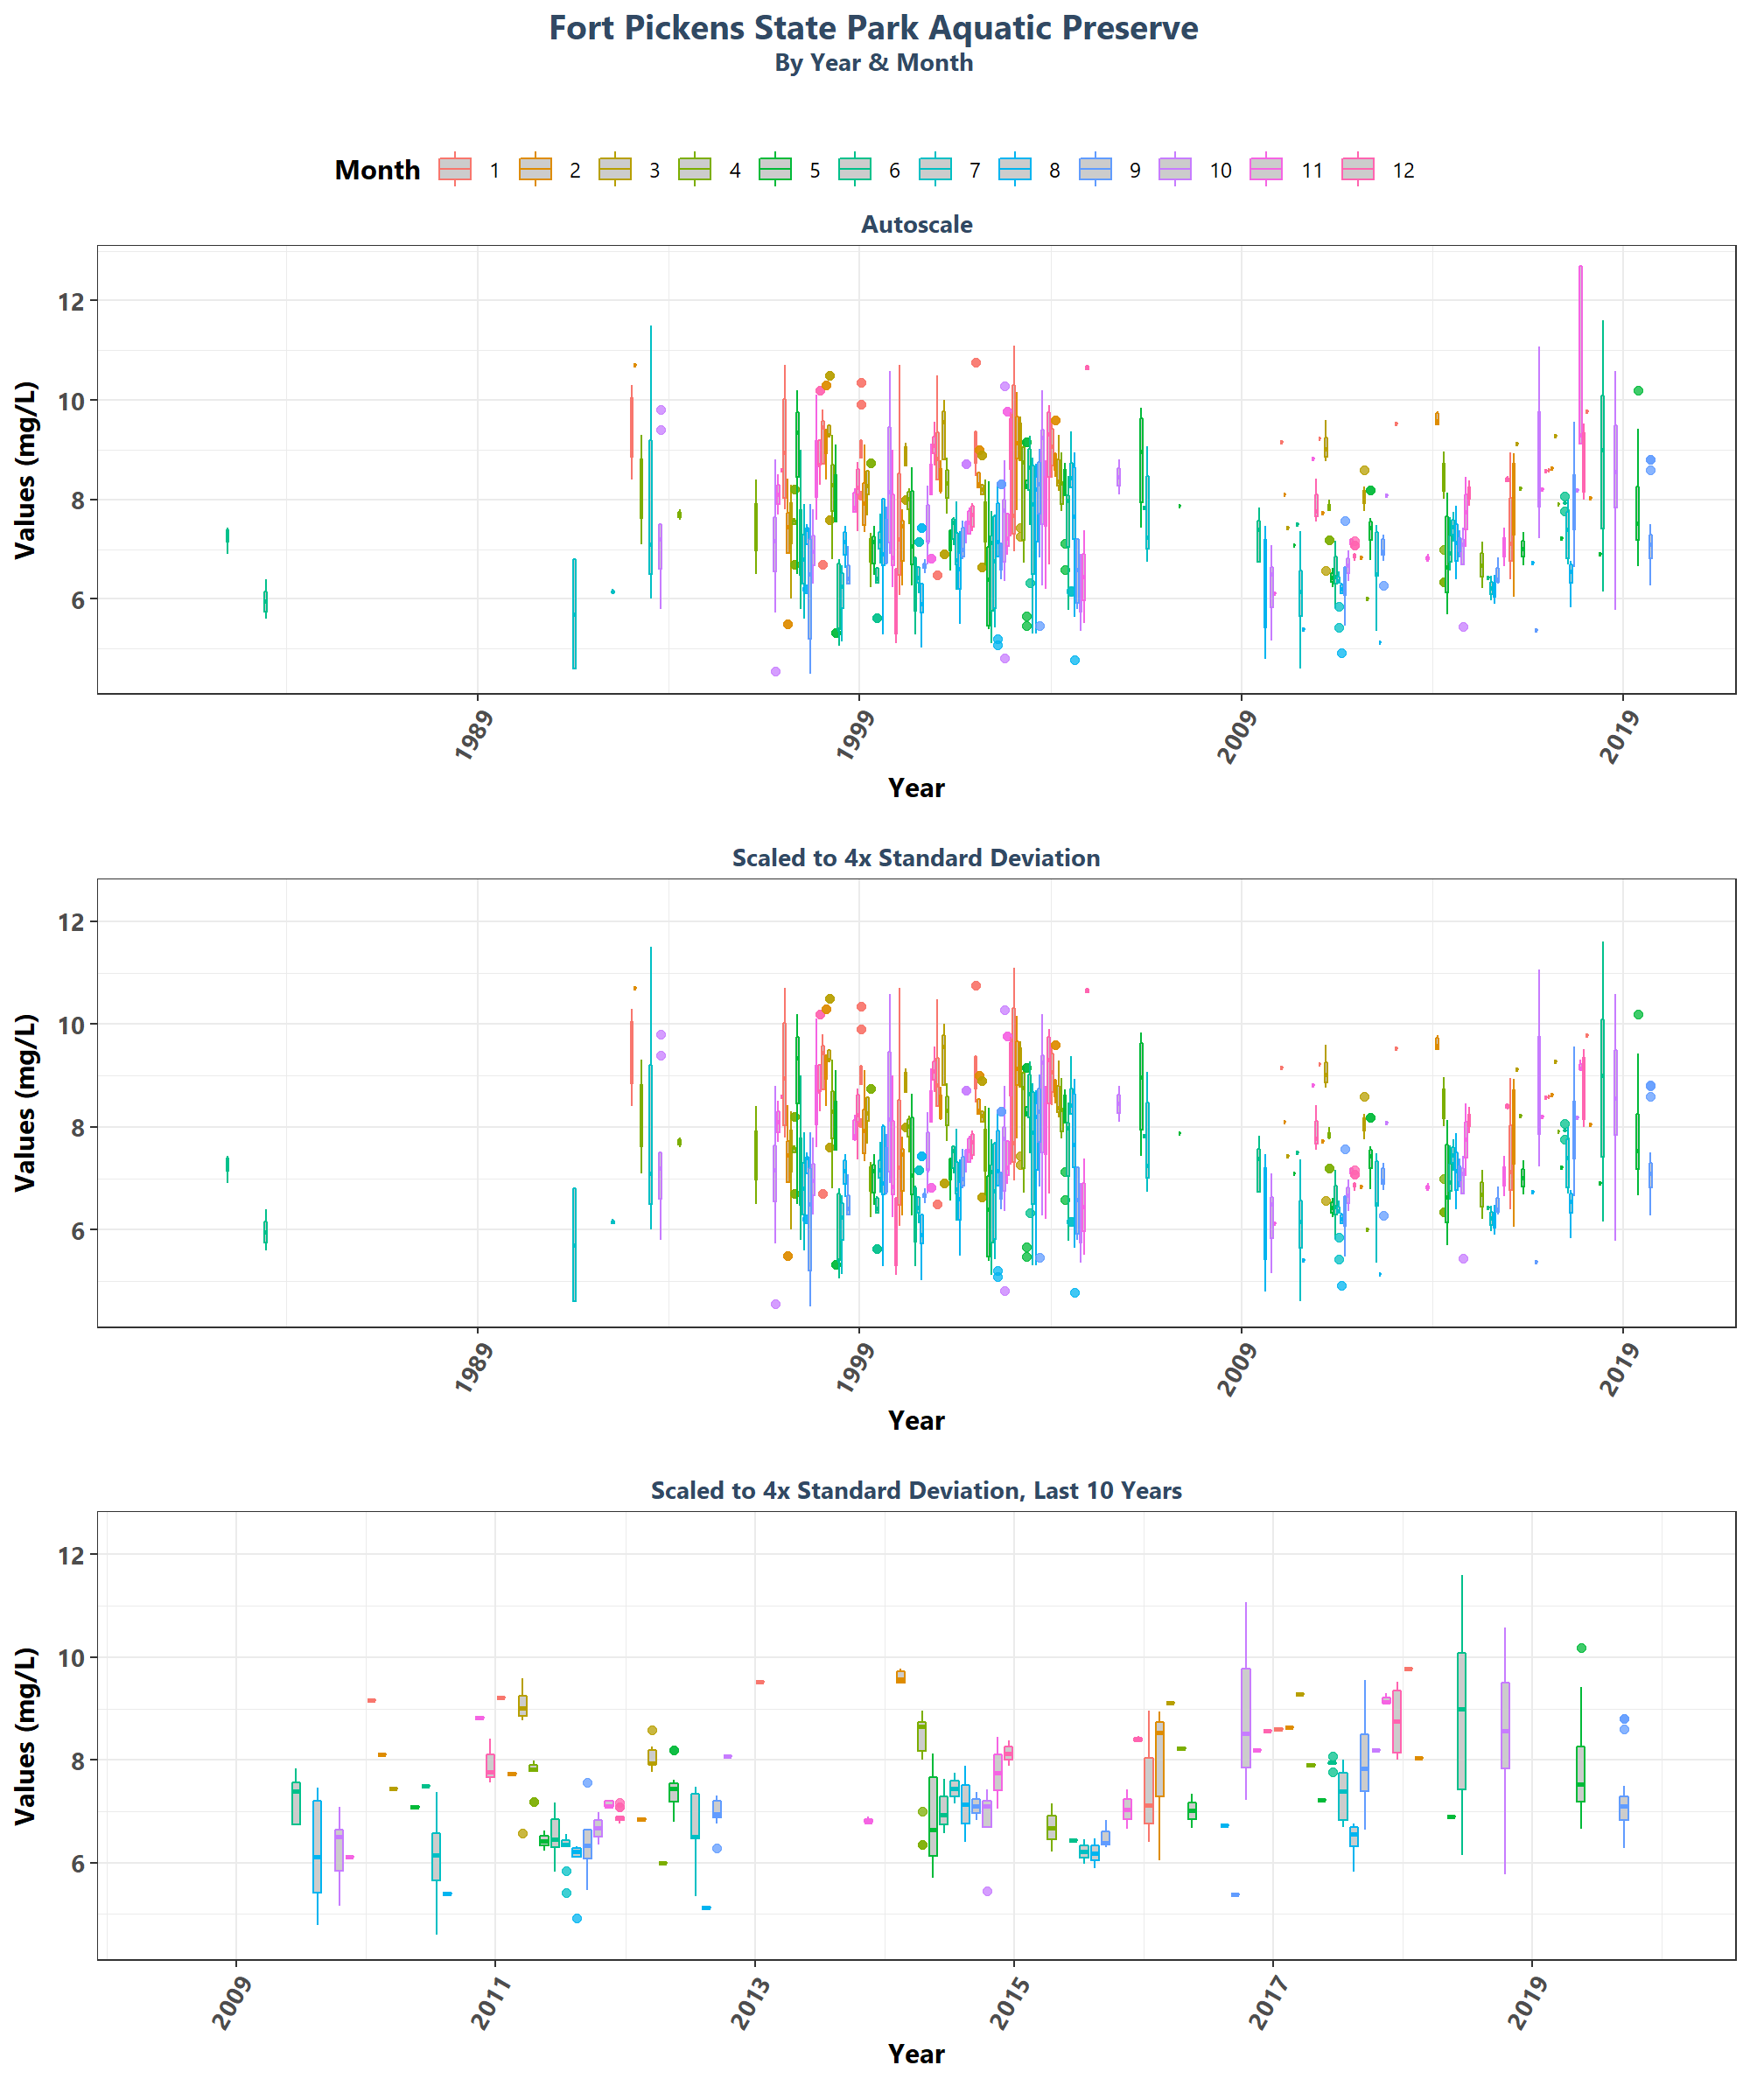 Fort Pickens State Park Aquatic Preserve
By Year & Month
Month 1 2 3 4 5 6 7 8 9 10 11 12
Autoscale
Values (mg/L)
12
10
8
6
1989 1999 2009 2019
Year
Scaled to 4x Standard Deviation
Values (mg/L)
12
10
8
6
1989 1999 2009 2019
Year
Scaled to 4x Standard Deviation, Last 10 Years
Values (mg/L)
12
10
8
6
2009 2011 2013 2015 2017 2019
Year